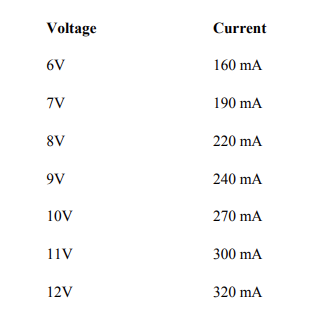 Voltage Current
6V 160 mA
7V 190 mA
8V 220 mA
9V 240 mA
10V 270 mA
11V 300 mA
12V 320 mA